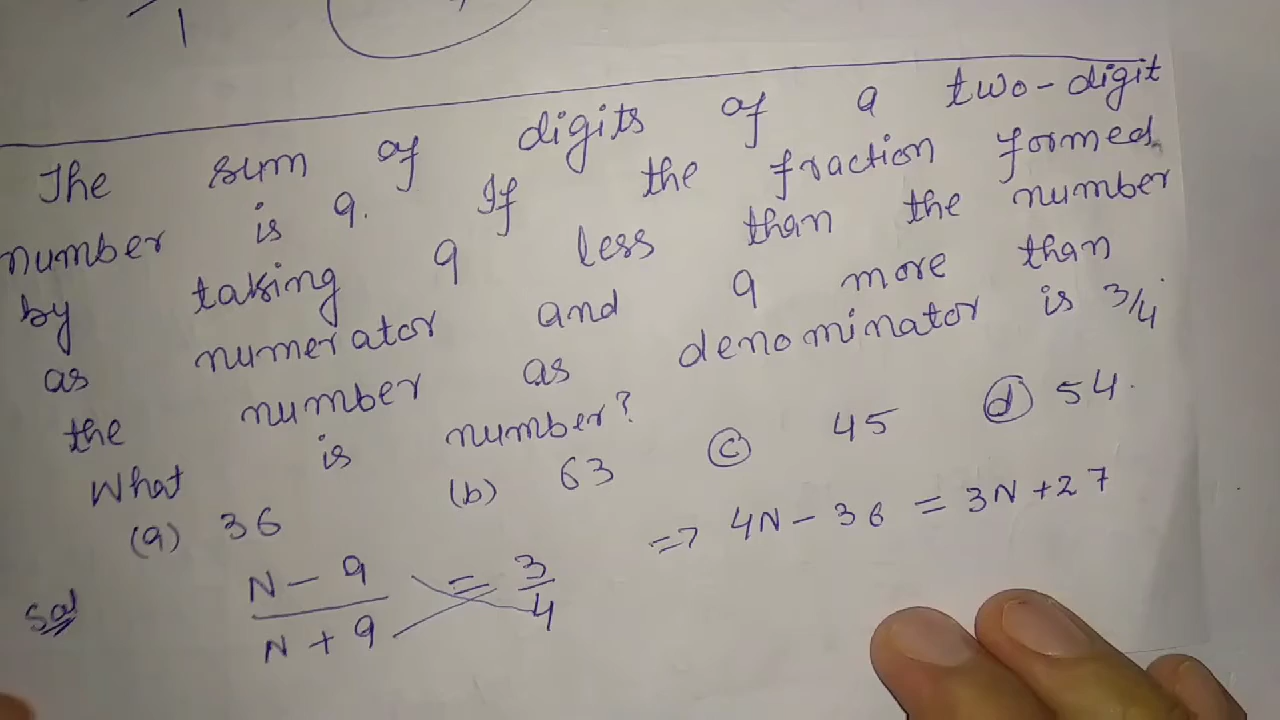 1
The sum of digits of a two-digit
number is 9. If the fraction formed
by taking 9 less than the number
as numerator and 9 more than
the number as denominator is 3/4.
What is number?
(a) 36 (b) 63 (c) 45 (d) 54.
Sol N - 9 / N + 9 = 3/4 => 4N - 36 = 3N + 27